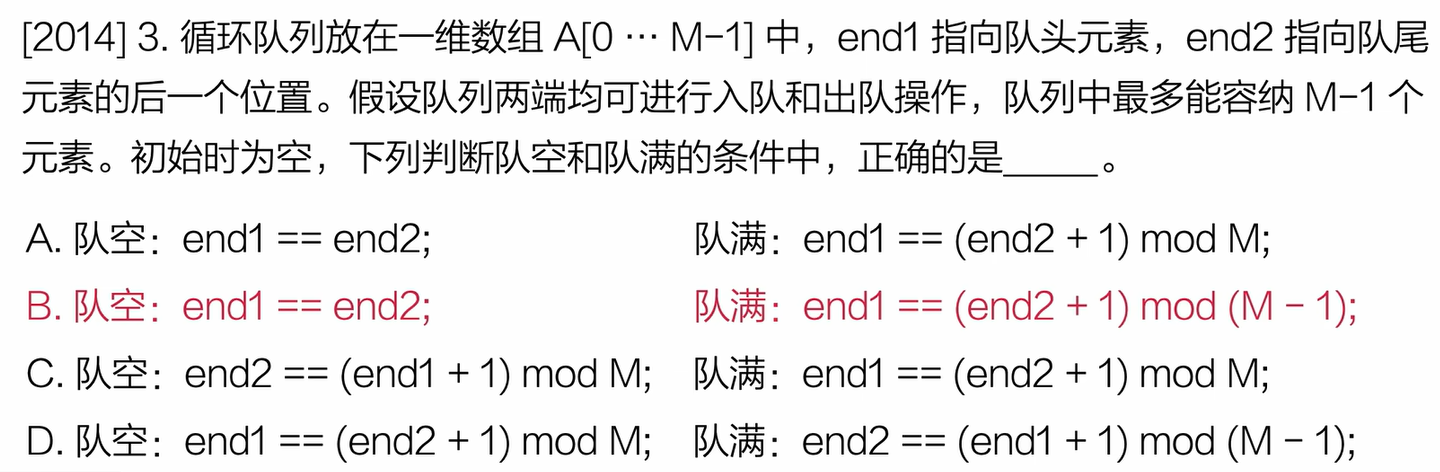 [2014] 3. 循环队列放在一维数组 A[0 … M-1] 中，end1 指向队头元素，end2 指向队尾
元素的后一个位置。假设队列两端均可进行入队和出队操作，队列中最多能容纳 M-1 个
元素。初始时为空，下列判断队空和队满的条件中，正确的是_____。
A. 队空：end1 == end2; 队满：end1 == (end2 + 1) mod M;
B. 队空：end1 == end2; 队满：end1 == (end2 + 1) mod (M - 1);
C. 队空：end2 == (end1 + 1) mod M; 队满：end1 == (end2 + 1) mod M;
D. 队空：end1 == (end2 + 1) mod M; 队满：end2 == (end1 + 1) mod (M - 1);